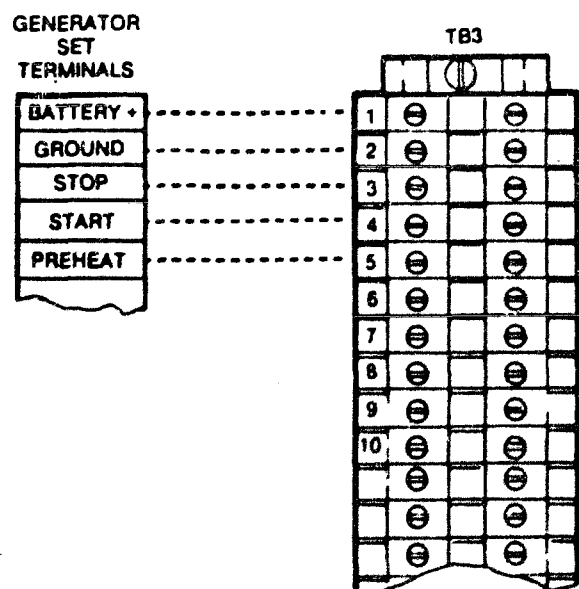 GENERATOR
SET
TERMINALS
BATTERY +
GROUND
STOP
START
PREHEAT
TB3
1
2
3
4
5
6
7
8
9
10